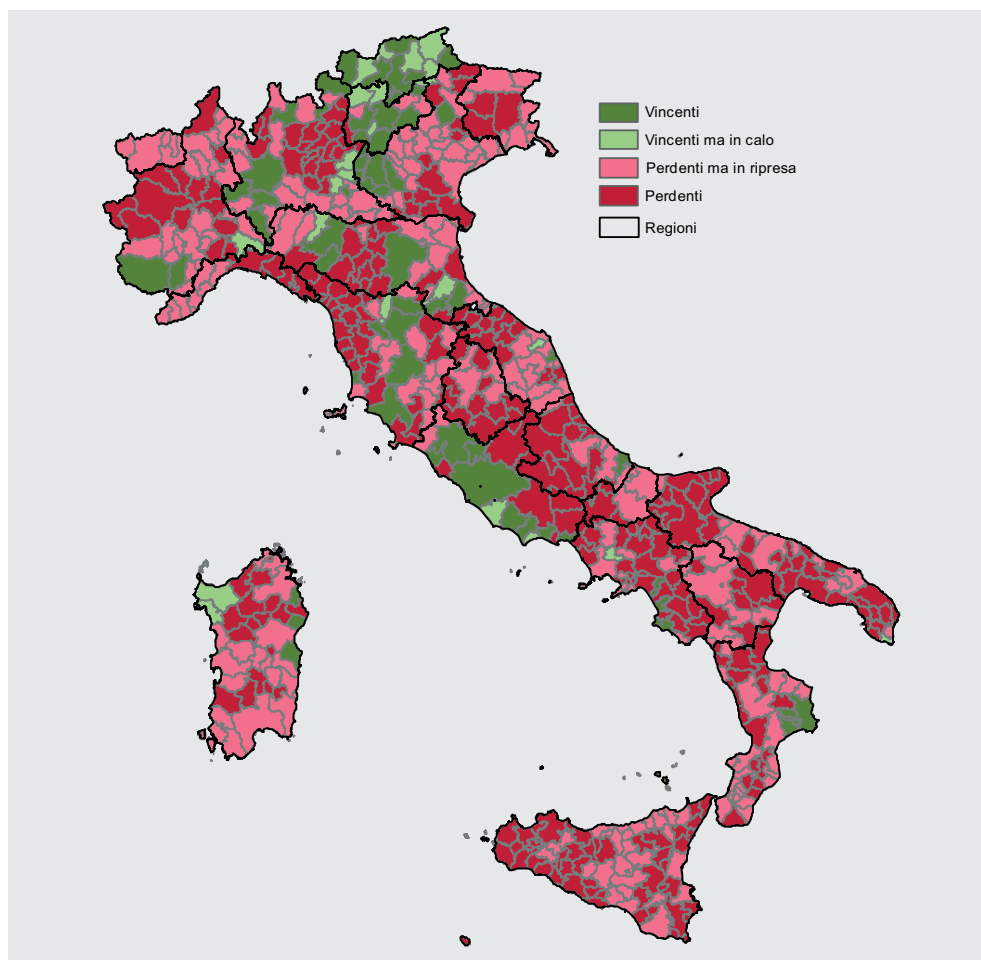 Vincenti
Vincenti ma in calo
Perdenti ma in ripresa
Perdenti
Regioni